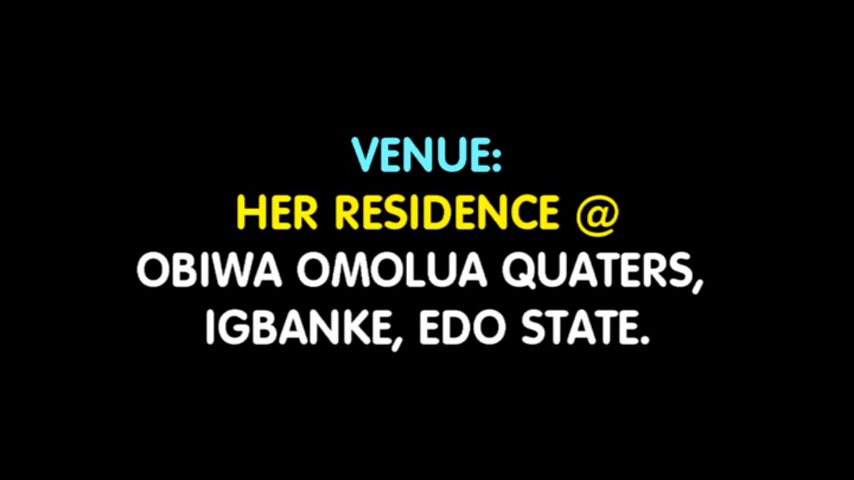 VENUE:
HER RESIDENCE @
OBIWA OMOLUA QUATERS,
IGBANKE, EDO STATE.